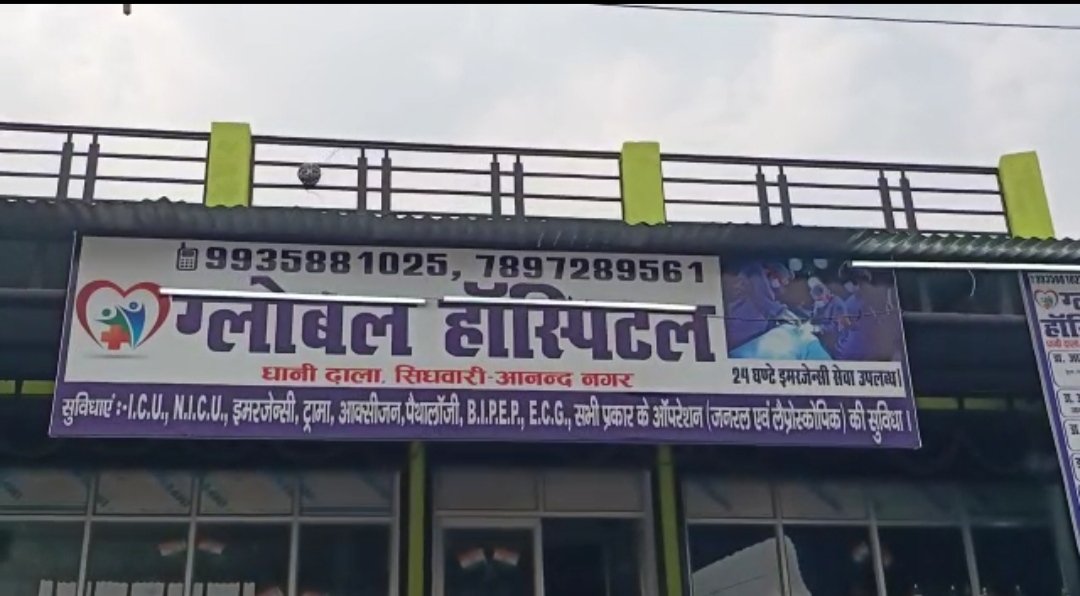 9935881025, 7897289561
ग्लोबल हॉस्पिटल
धानी ढाला, सिधवारी-आनन्द नगर
24 घण्टे इमरजेन्सी सेवा उपलब्ध।
सुविधाएं :-I.C.U., N.I.C.U., इमरजेन्सी, ट्रामा, आक्सीजन,पैथालॉजी, B.I.P.E.P., E.C.G., सभी प्रकार के ऑपरेशन (जनरल एवं लैप्रोस्कोपिक) की सुविधा।